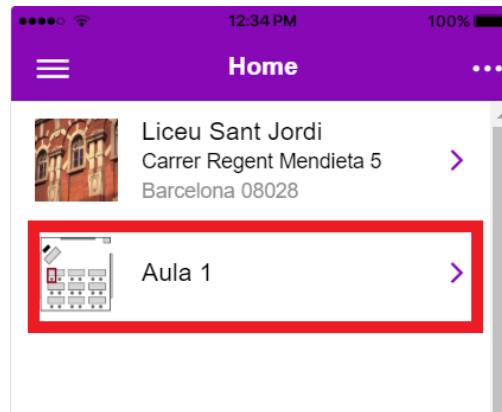 12:34 PM
100%
Home
Liceu Sant Jordi
Carrer Regent Mendieta 5
Barcelona 08028
Aula 1